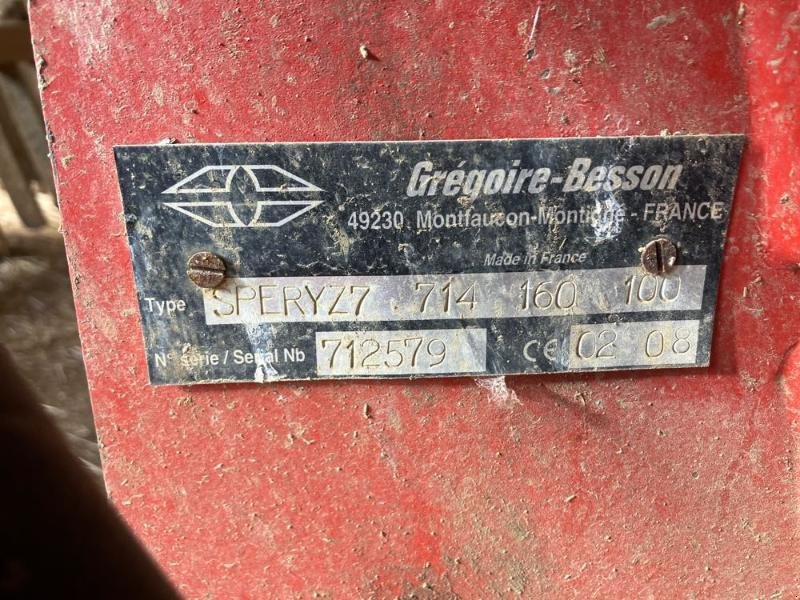 Grégoire-Besson
49230 Montfaucon-Montigné - FRANCE
Made in France
Type SPERYZ7 . 714 160 100
N° série / Serial Nb 712579 CE 02 08